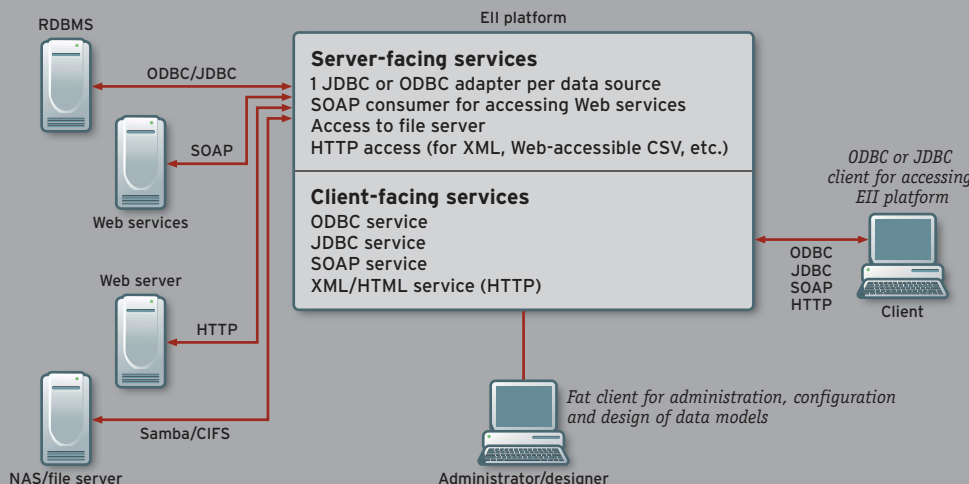 EII platform
RDBMS
ODBC/JDBC
SOAP
Web services
Web server
HTTP
Samba/CIFS
NAS/file server
Server-facing services
1 JDBC or ODBC adapter per data source
SOAP consumer for accessing Web services
Access to file server
HTTP access (for XML, Web-accessible CSV, etc.)
Client-facing services
ODBC service
JDBC service
SOAP service
XML/HTML service (HTTP)
ODBC or JDBC
client for accessing
EII platform
ODBC
JDBC
SOAP
HTTP
Client
Fat client for administration, configuration
and design of data models
Administrator/designer